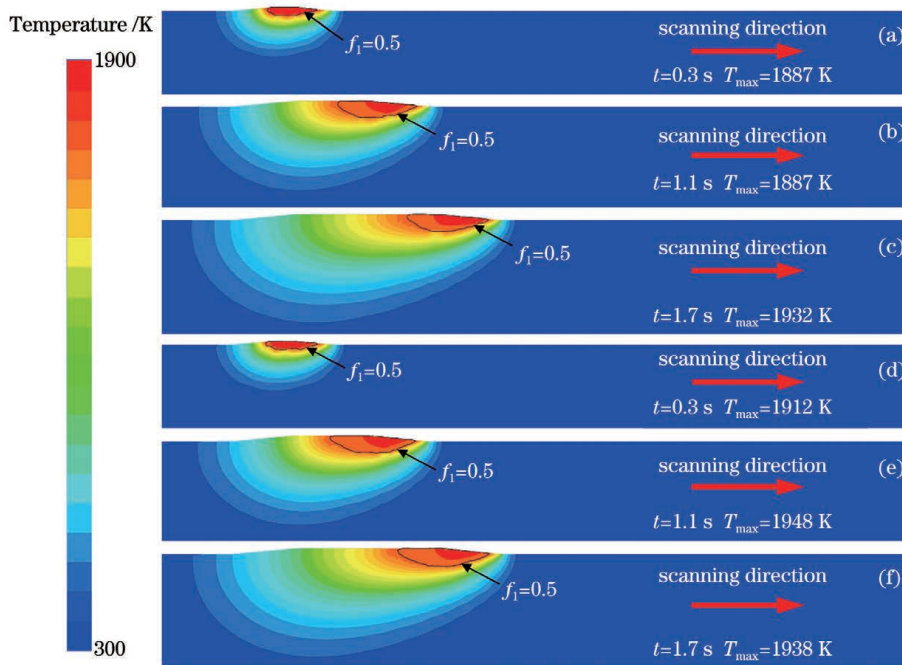 Temperature /K
1900
300
f₁=0.5
scanning direction
t=0.3 s Tmax=1887 K
(a)
f₁=0.5
scanning direction
t=1.1 s Tmax=1887 K
(b)
f₁=0.5
scanning direction
t=1.7 s Tmax=1932 K
(c)
f₁=0.5
scanning direction
t=0.3 s Tmax=1912 K
(d)
f₁=0.5
scanning direction
t=1.1 s Tmax=1948 K
(e)
f₁=0.5
scanning direction
t=1.7 s Tmax=1938 K
(f)